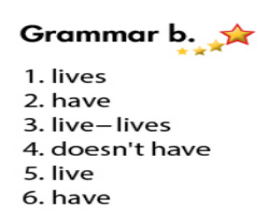 Grammar b.
1. lives
2. have
3. live–lives
4. doesn't have
5. live
6. have